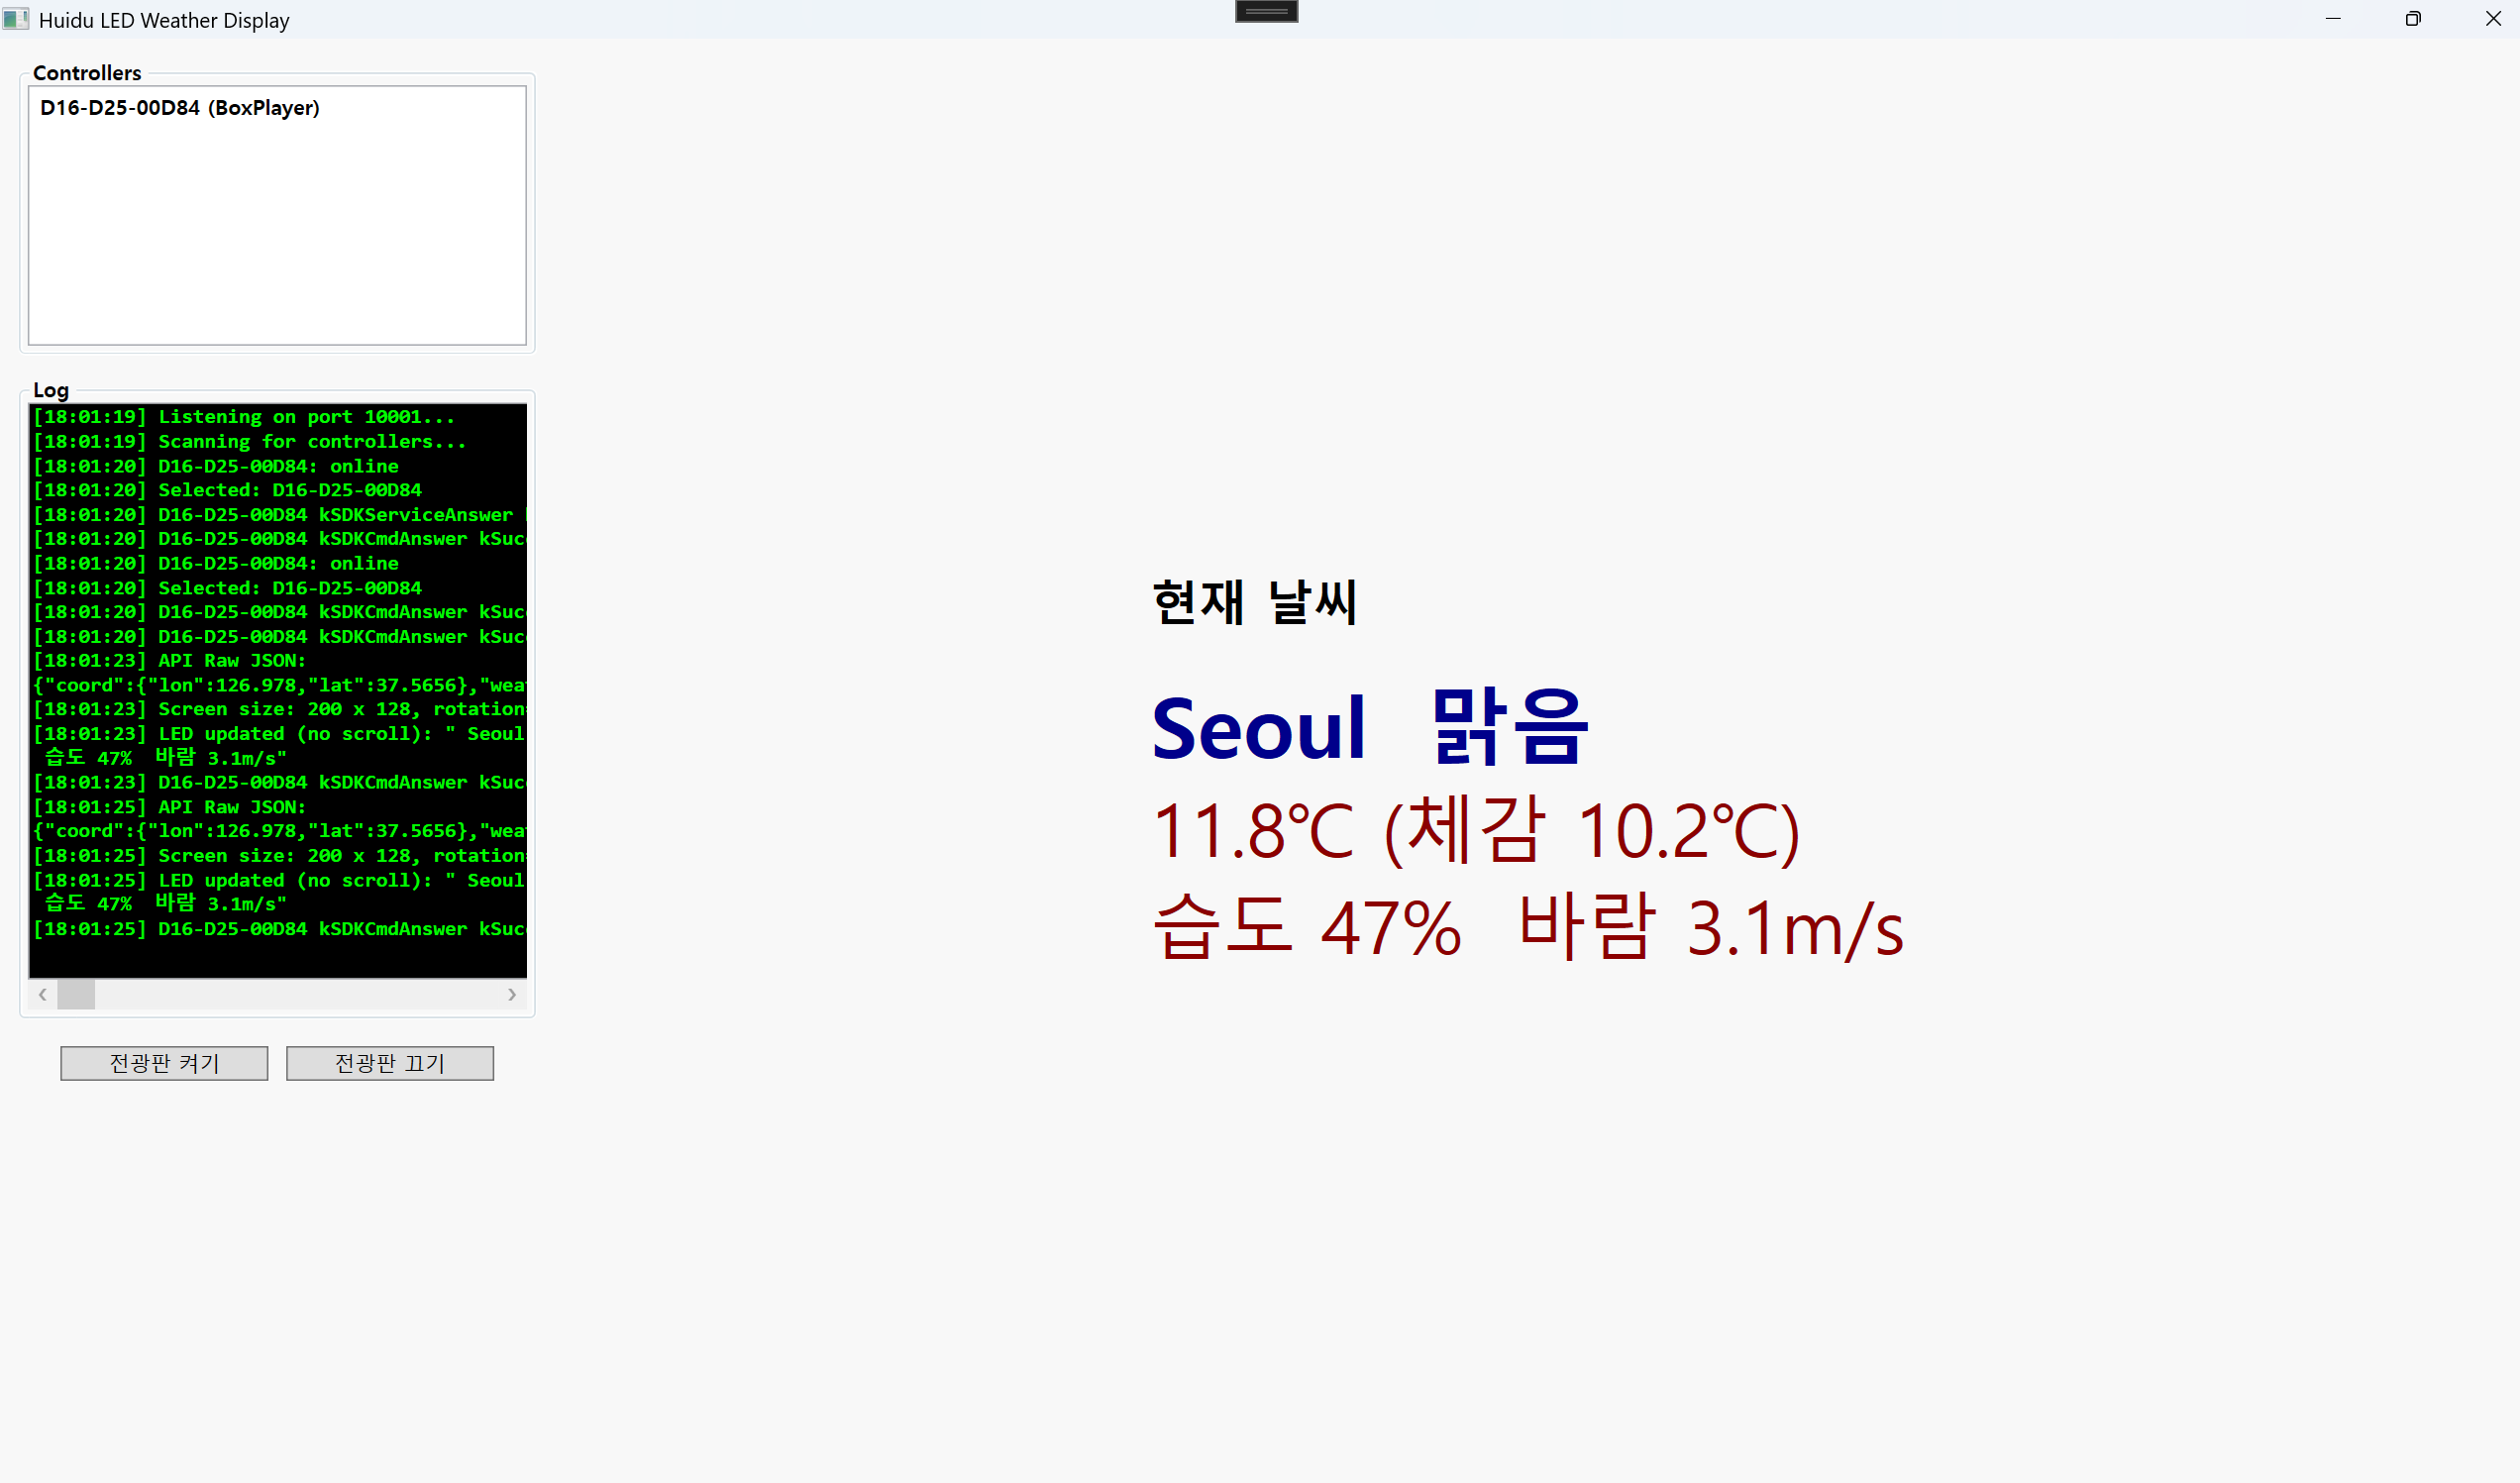 Huidu LED Weather Display
Controllers
D16-D25-00D84 (BoxPlayer)
Log
[18:01:19] Listening on port 10001...
[18:01:19] Scanning for controllers...
[18:01:20] D16-D25-00D84: online
[18:01:20] Selected: D16-D25-00D84
[18:01:20] D16-D25-00D84 kSDKServiceAnswer
[18:01:20] D16-D25-00D84 kSDKCmdAnswer kSuc
[18:01:20] D16-D25-00D84: online
[18:01:20] Selected: D16-D25-00D84
[18:01:20] D16-D25-00D84 kSDKCmdAnswer kSuc
[18:01:20] D16-D25-00D84 kSDKCmdAnswer kSuc
[18:01:23] API Raw JSON:
{"coord":{"lon":126.978,"lat":37.5656},"wea
[18:01:23] Screen size: 200 x 128, rotation
[18:01:23] LED updated (no scroll): " Seoul
습도 47%  바람 3.1m/s"
[18:01:23] D16-D25-00D84 kSDKCmdAnswer kSuc
[18:01:25] API Raw JSON:
{"coord":{"lon":126.978,"lat":37.5656},"wea
[18:01:25] Screen size: 200 x 128, rotation
[18:01:25] LED updated (no scroll): " Seoul
습도 47%  바람 3.1m/s"
[18:01:25] D16-D25-00D84 kSDKCmdAnswer kSuc
전광판 켜기
전광판 끄기
현재 날씨
Seoul  맑음
11.8℃ (체감 10.2℃)
습도 47%  바람 3.1m/s